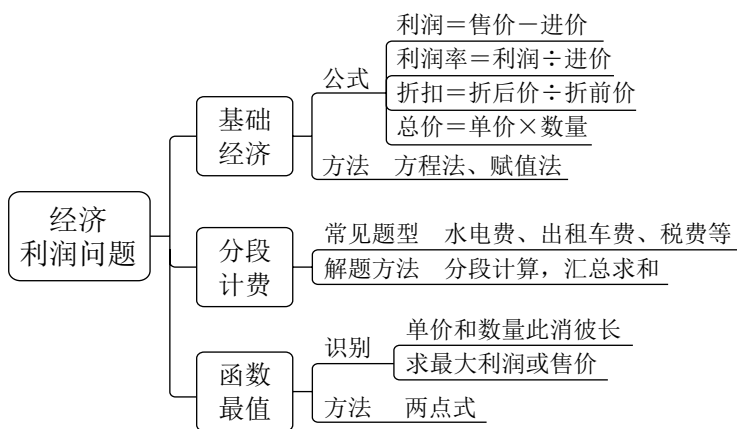 经济
利润问题
基础
经济
公式
利润＝售价－进价
利润率＝利润÷进价
折扣＝折后价÷折前价
总价＝单价×数量
方法 方程法、赋值法
分段
计费
常见题型 水电费、出租车费、税费等
解题方法 分段计算，汇总求和
函数
最值
识别
单价和数量此消彼长
求最大利润或售价
方法 两点式